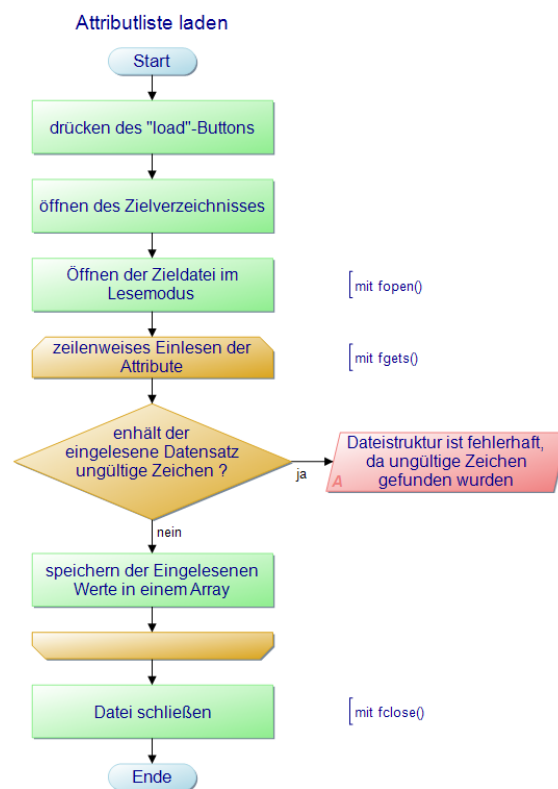 Attributliste laden
Start
drücken des "load"-Buttons
öffnen des Zielverzeichnisses
Öffnen der Zieldatei im
Lesemodus
mit fopen()
zeilenweises Einlesen der
Attribute
mit fgets()
enhält der
eingelesene Datensatz
ungültige Zeichen ?
ja
Dateistruktur ist fehlerhaft,
da ungültige Zeichen
gefunden wurden
A
nein
speichern der Eingelesenen
Werte in einem Array
Datei schließen
mit fclose()
Ende